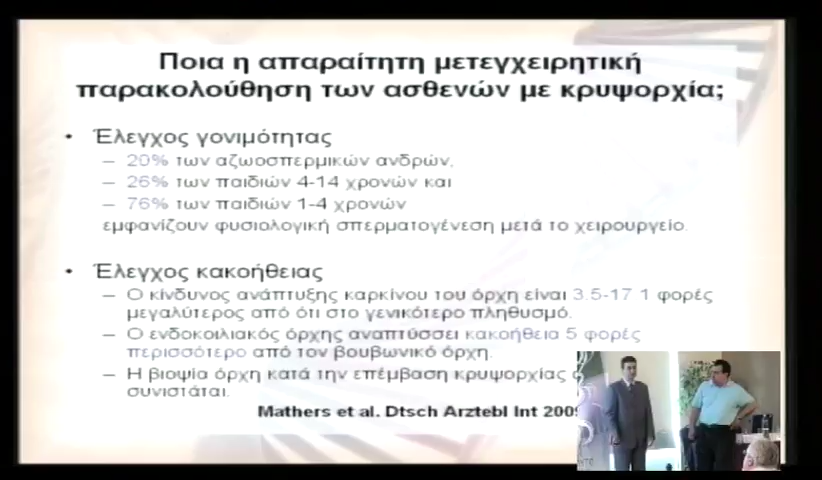 Ποια η απαραίτητη μετεγχειρητική
παρακολούθηση των ασθενών με κρυψορχία;
• Έλεγχος γονιμότητας
– 20% των αζωοσπερμικών ανδρών,
– 26% των παιδιών 4-14 χρονών και
– 76% των παιδιών 1-4 χρονών
εμφανίζουν φυσιολογική σπερματογένεση μετά το χειρουργείο.
• Έλεγχος κακοήθειας
– Ο κίνδυνος ανάπτυξης καρκίνου του όρχη είναι 3.5-17.1 φορές
μεγαλύτερος από ότι στο γενικότερο πληθυσμό.
– Ο ενδοκοιλιακός όρχης αναπτύσσει κακοήθεια 5 φορές
περισσότερο από τον βουβωνικό όρχη.
– Η βιοψία όρχη κατά την επέμβαση κρυψορχίας
συνιστάται.
Mathers et al. Dtsch Arztebl Int 2009